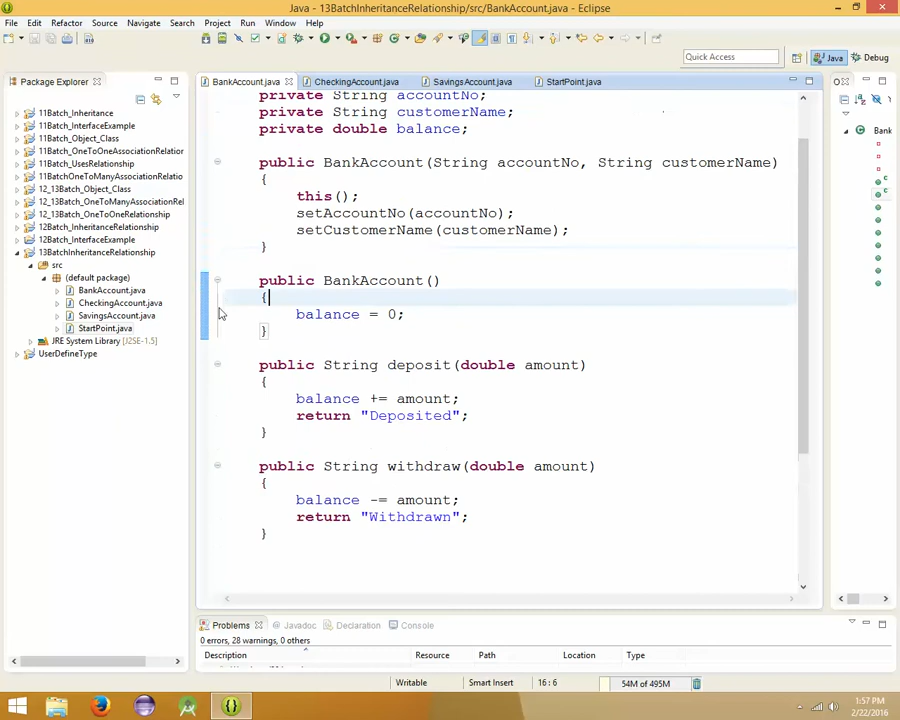 Java - 13BatchInheritanceRelationship/src/BankAccount.java - Eclipse
File Edit Refactor Source Navigate Search Project Run Window Help
Quick Access
Java
Debug
Package Explorer
BankAccount.java
CheckingAccount.java
SavingsAccount.java
StartPoint.java
11Batch_Inheritance
11Batch_InterfaceExample
11Batch_Object_Class
11Batch_OneToOneAssociationRelation
11Batch_UsesRelationship
11BatchOneToManyAssociationRelatio
12_13Batch_Object_Class
12_13Batch_OneToManyAssociationRel
12_13Batch_OneToOneRelationship
12BatchInheritanceRelationship
12Batch_InterfaceExample
13BatchInheritanceRelationship
src
(default package)
BankAccount.java
CheckingAccount.java
SavingsAccount.java
StartPoint.java
JRE System Library [J2SE-1.5]
UserDefineType
private String accountNo;
private String customerName;
private double balance;
public BankAccount(String accountNo, String customerName)
{
this();
setAccountNo(accountNo);
setCustomerName(customerName);
}
public BankAccount()
{
balance = 0;
}
public String deposit(double amount)
{
balance += amount;
return "Deposited";
}
public String withdraw(double amount)
{
balance -= amount;
return "Withdrawn";
}
Bank
Problems
Javadoc
Declaration
Console
0 errors, 28 warnings, 0 others
Description Resource Path Location Type
Writable
Smart Insert
16 : 6
54M of 495M
1:57 PM
2/22/2016